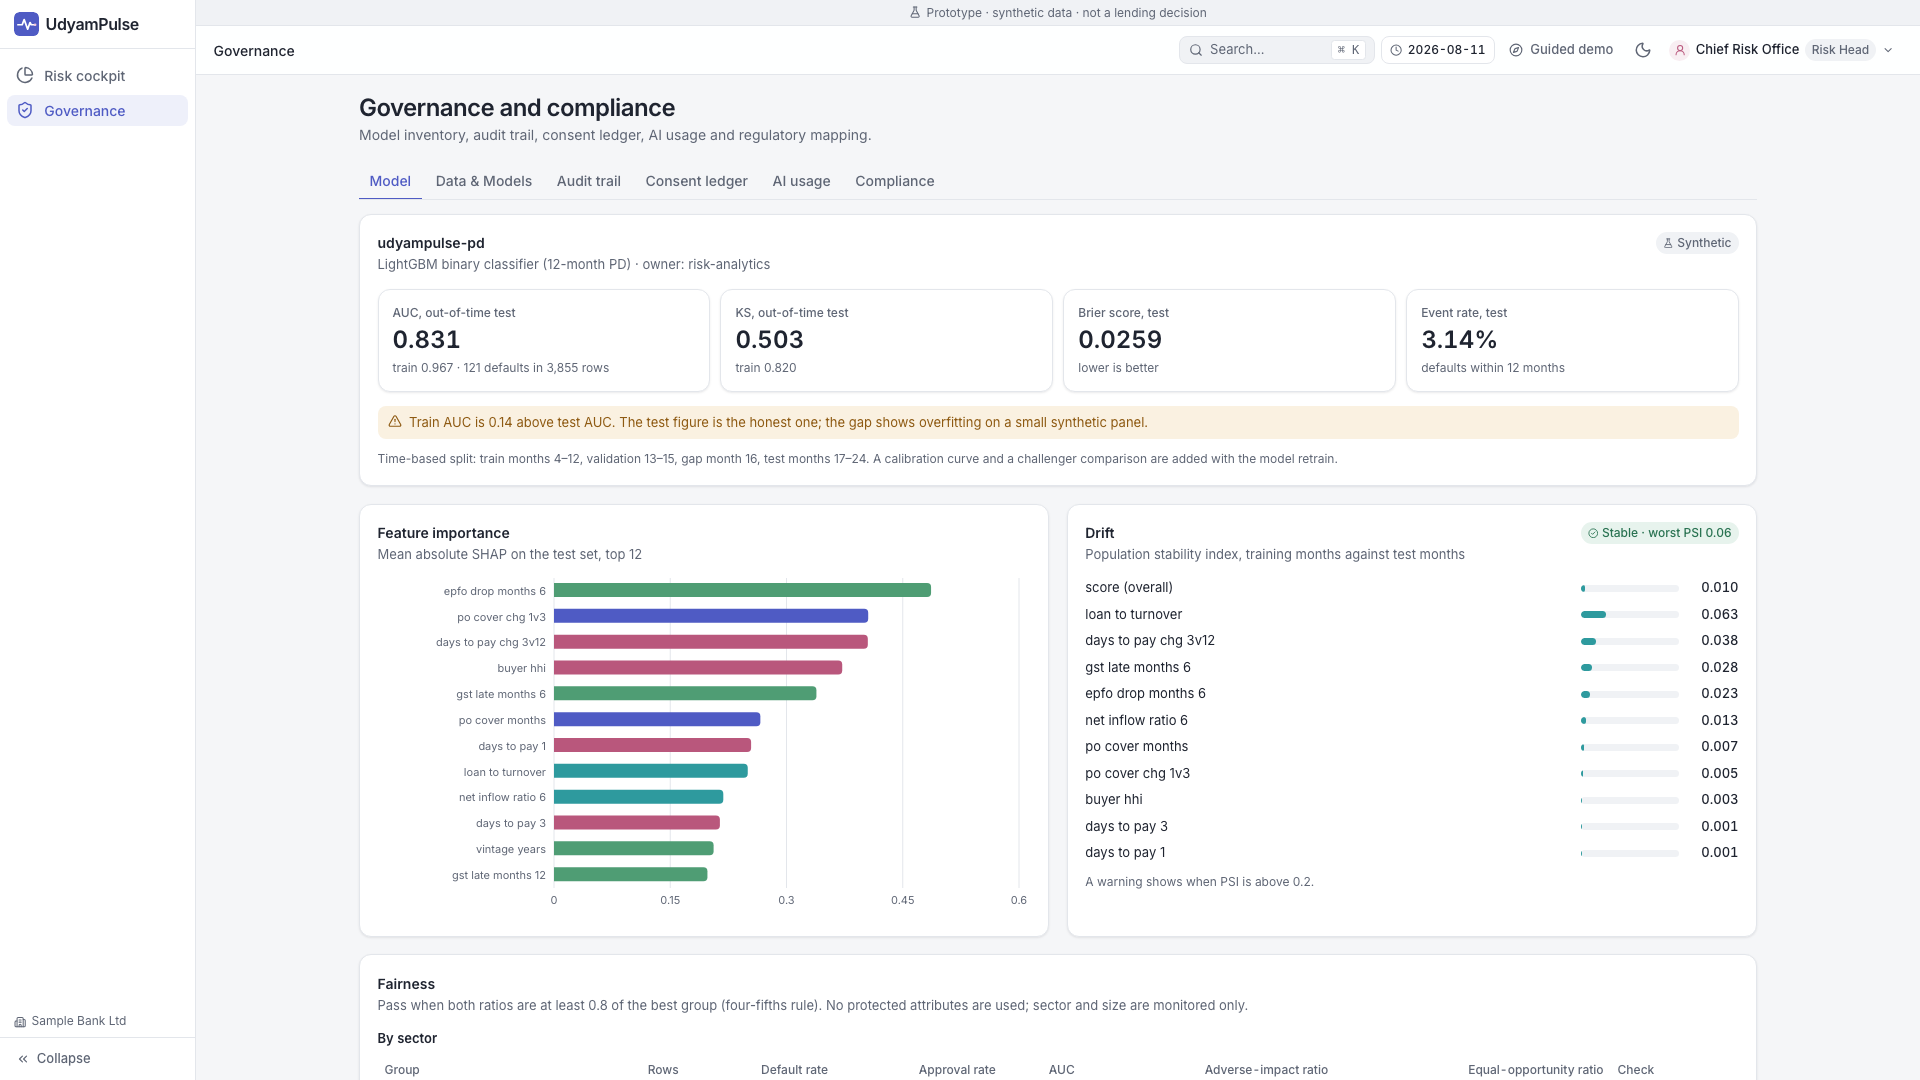 UdyamPulse
Prototype · synthetic data · not a lending decision
Governance
Search...
⌘ K
2026-08-11
Guided demo
Chief Risk Office
Risk Head
Risk cockpit
Governance
Sample Bank Ltd
Collapse
Governance and compliance
Model inventory, audit trail, consent ledger, AI usage and regulatory mapping.
Model
Data & Models
Audit trail
Consent ledger
AI usage
Compliance
udyampulse-pd
Synthetic
LightGBM binary classifier (12-month PD) · owner: risk-analytics
AUC, out-of-time test
0.831
train 0.967 · 121 defaults in 3,855 rows
KS, out-of-time test
0.503
train 0.820
Brier score, test
0.0259
lower is better
Event rate, test
3.14%
defaults within 12 months
Train AUC is 0.14 above test AUC. The test figure is the honest one; the gap shows overfitting on a small synthetic panel.
Time-based split: train months 4–12, validation 13–15, gap month 16, test months 17–24. A calibration curve and a challenger comparison are added with the model retrain.
Feature importance
Mean absolute SHAP on the test set, top 12
epfo drop months 6
po cover chg 1v3
days to pay chg 3v12
buyer hhi
gst late months 6
po cover months
days to pay 1
loan to turnover
net inflow ratio 6
days to pay 3
vintage years
gst late months 12
0 0.15 0.3 0.45 0.6
Drift
Stable · worst PSI 0.06
Population stability index, training months against test months
score (overall) 0.010
loan to turnover 0.063
days to pay chg 3v12 0.038
gst late months 6 0.028
epfo drop months 6 0.023
net inflow ratio 6 0.013
po cover months 0.007
po cover chg 1v3 0.005
buyer hhi 0.003
days to pay 3 0.001
days to pay 1 0.001
A warning shows when PSI is above 0.2.
Fairness
Pass when both ratios are at least 0.8 of the best group (four-fifths rule). No protected attributes are used; sector and size are monitored only.
By sector
Group Rows Default rate Approval rate AUC Adverse-impact ratio Equal-opportunity ratio Check